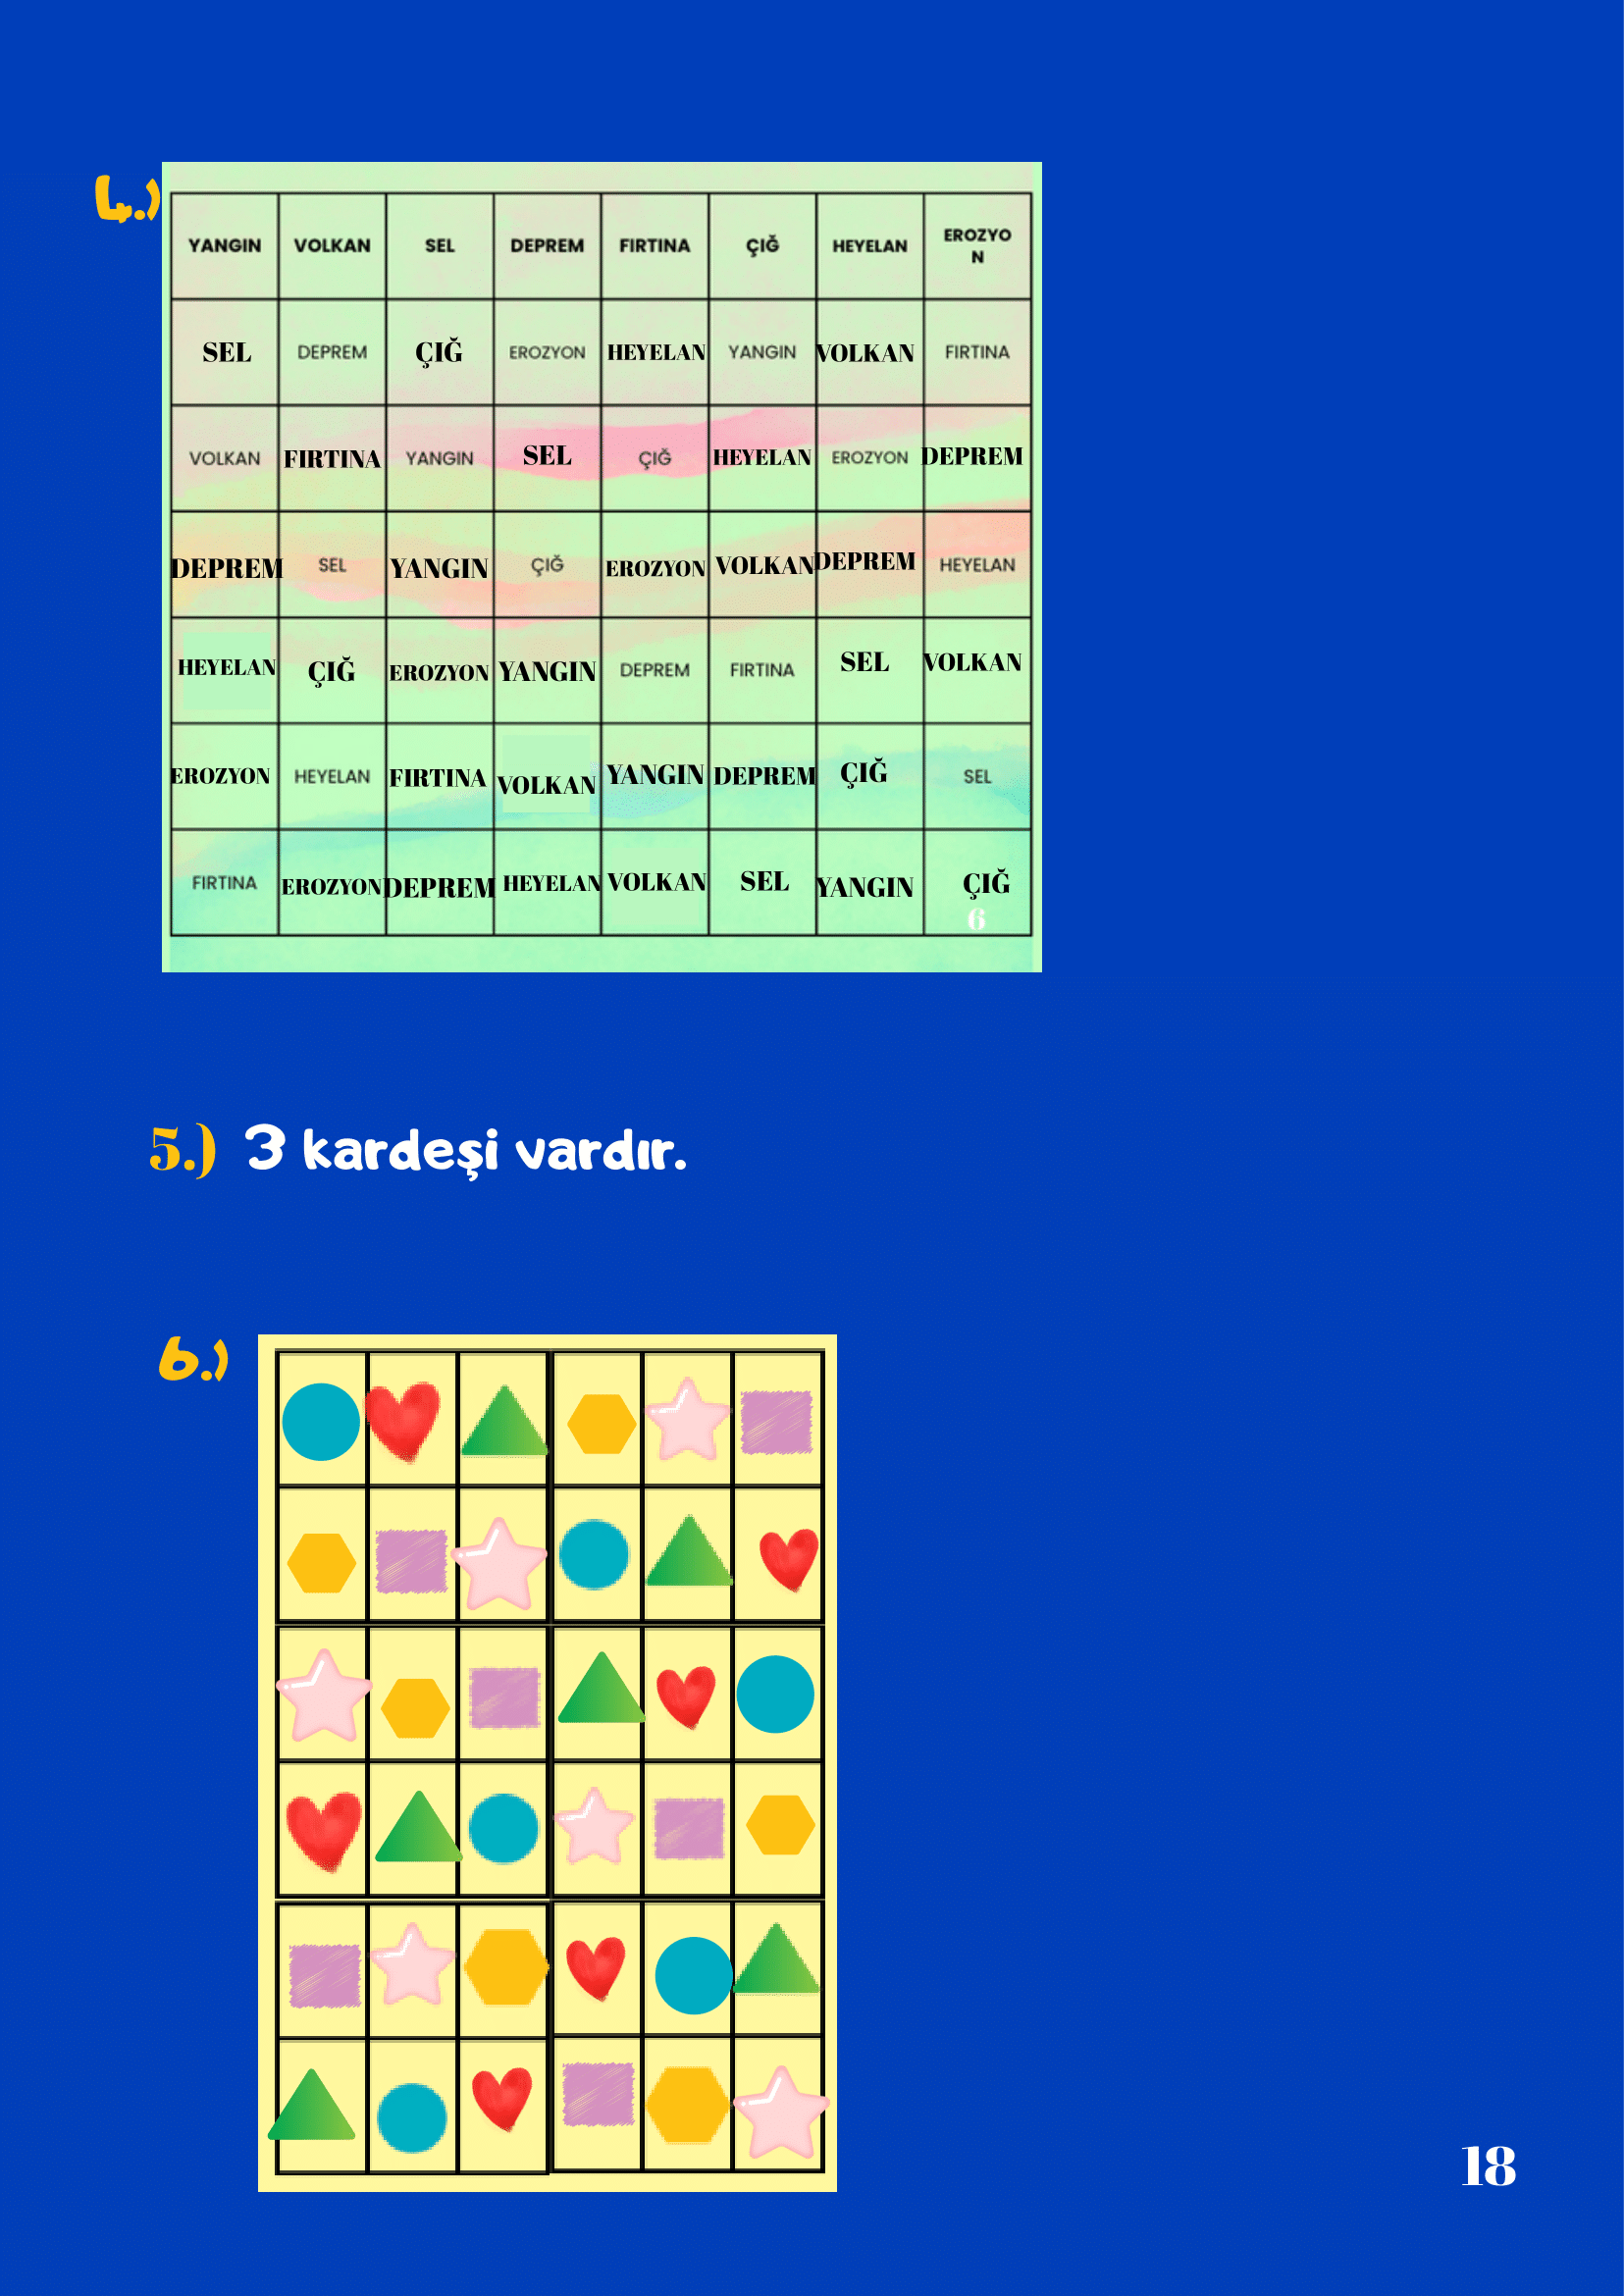 4.)
YANGIN VOLKAN SEL DEPREM FIRTINA ÇIĞ HEYELAN EROZYO
N
SEL DEPREM ÇIĞ EROZYON HEYELAN YANGIN VOLKAN FIRTINA
VOLKAN FIRTINA YANGIN SEL ÇIĞ HEYELAN EROZYON DEPREM
DEPREM SEL YANGIN ÇIĞ EROZYON VOLKAN DEPREM HEYELAN
HEYELAN ÇIĞ EROZYON YANGIN DEPREM FIRTINA SEL VOLKAN
EROZYON HEYELAN FIRTINA VOLKAN YANGIN DEPREM ÇIĞ SEL
FIRTINA EROZYON DEPREM HEYELAN VOLKAN SEL YANGIN ÇIĞ
6
5.) 3 kardeşi vardır.
6.)
18